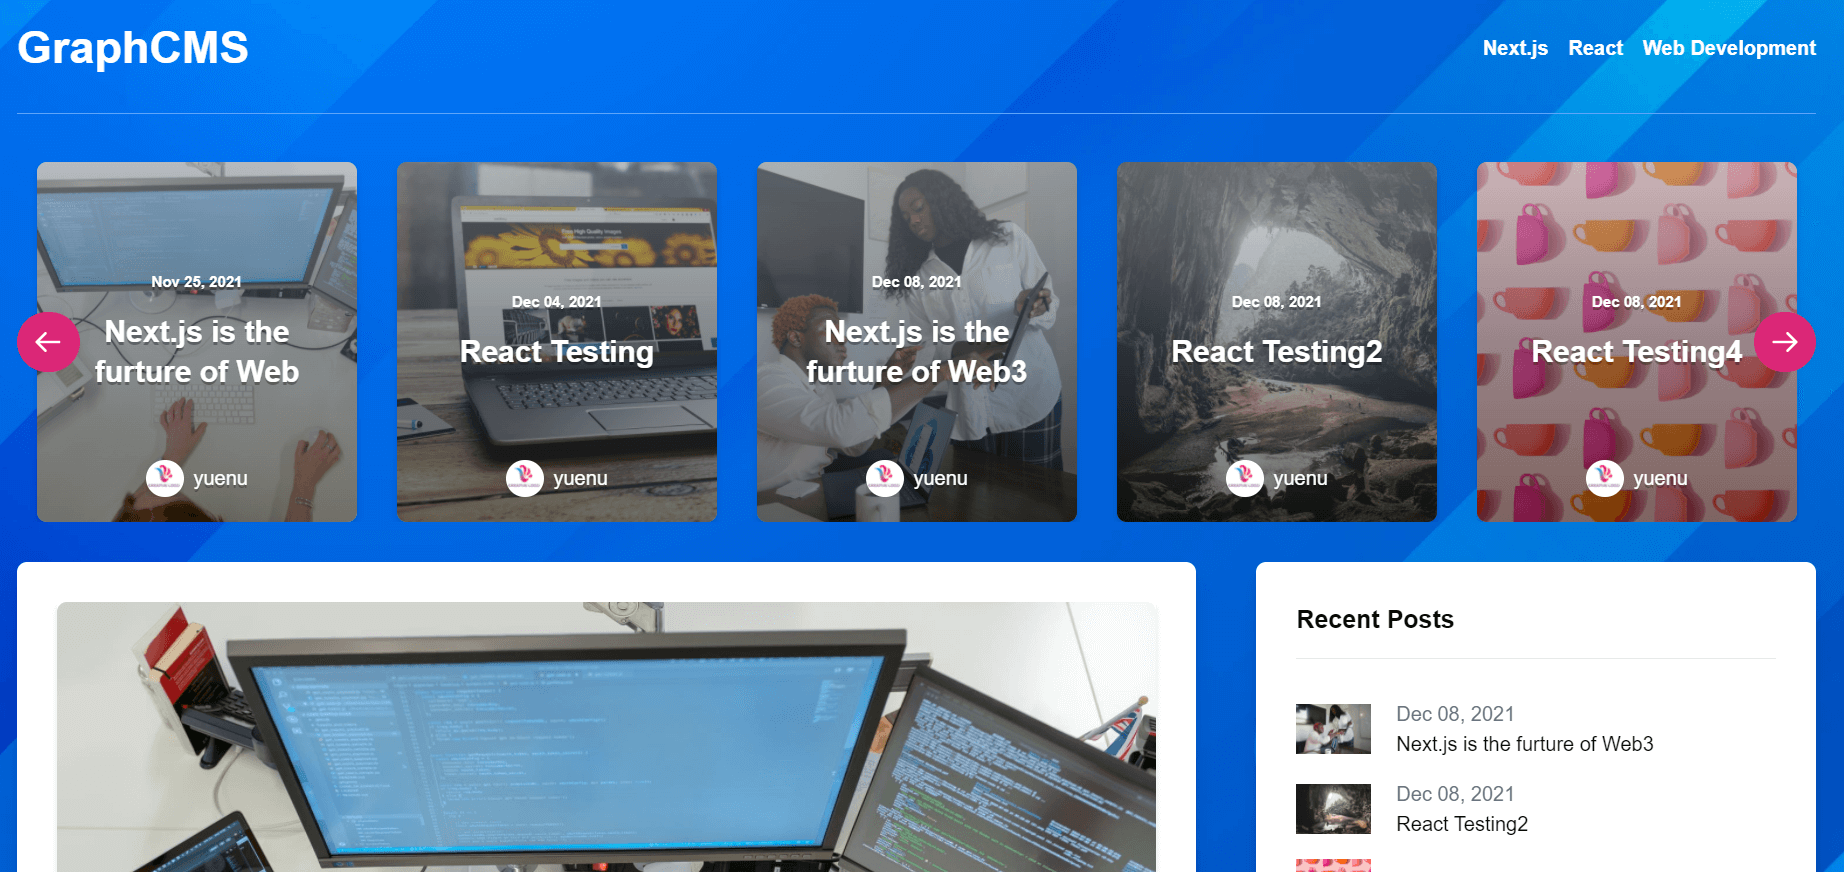 GraphCMS
Next.js React Web Development
Nov 25, 2021
Next.js is the
furture of Web
yuenu
Dec 04, 2021
React Testing
yuenu
Dec 08, 2021
Next.js is the
furture of Web3
yuenu
Dec 08, 2021
React Testing2
yuenu
Dec 08, 2021
React Testing4
yuenu
Recent Posts
Dec 08, 2021
Next.js is the furture of Web3
Dec 08, 2021
React Testing2